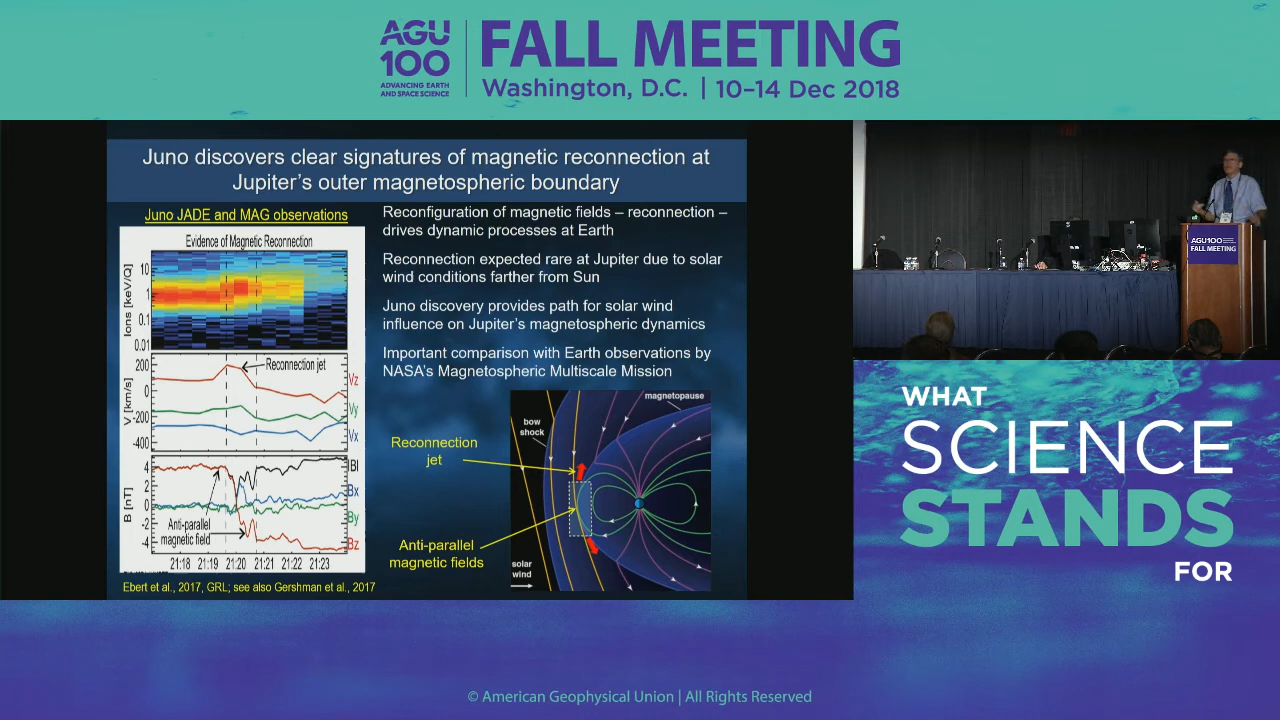 AGU
100
ADVANCING EARTH
AND SPACE SCIENCE
FALL MEETING
Washington, D.C. | 10–14 Dec 2018
Juno discovers clear signatures of magnetic reconnection at
Jupiter's outer magnetospheric boundary
Juno JADE and MAG observations
Evidence of Magnetic Reconnection
Ions [keV/Q]
10
1
0.1
0.01
V [km/s]
200
0
-200
-400
Reconnection jet
Vz
Vy
Vx
B [nT]
4
2
0
-2
-4
Anti-parallel
magnetic field
Bl
Bx
By
Bz
21:18 21:19 21:20 21:21 21:22 21:23
Ebert et al., 2017, GRL; see also Gershman et al., 2017
Reconfiguration of magnetic fields – reconnection –
drives dynamic processes at Earth
Reconnection expected rare at Jupiter due to solar
wind conditions farther from Sun
Juno discovery provides path for solar wind
influence on Jupiter's magnetospheric dynamics
Important comparison with Earth observations by
NASA's Magnetospheric Multiscale Mission
Reconnection
jet
Anti-parallel
magnetic fields
magnetopause
bow
shock
solar
wind
AGU100
FALL MEETING
WHAT
SCIENCE
STANDS
FOR
© American Geophysical Union | All Rights Reserved